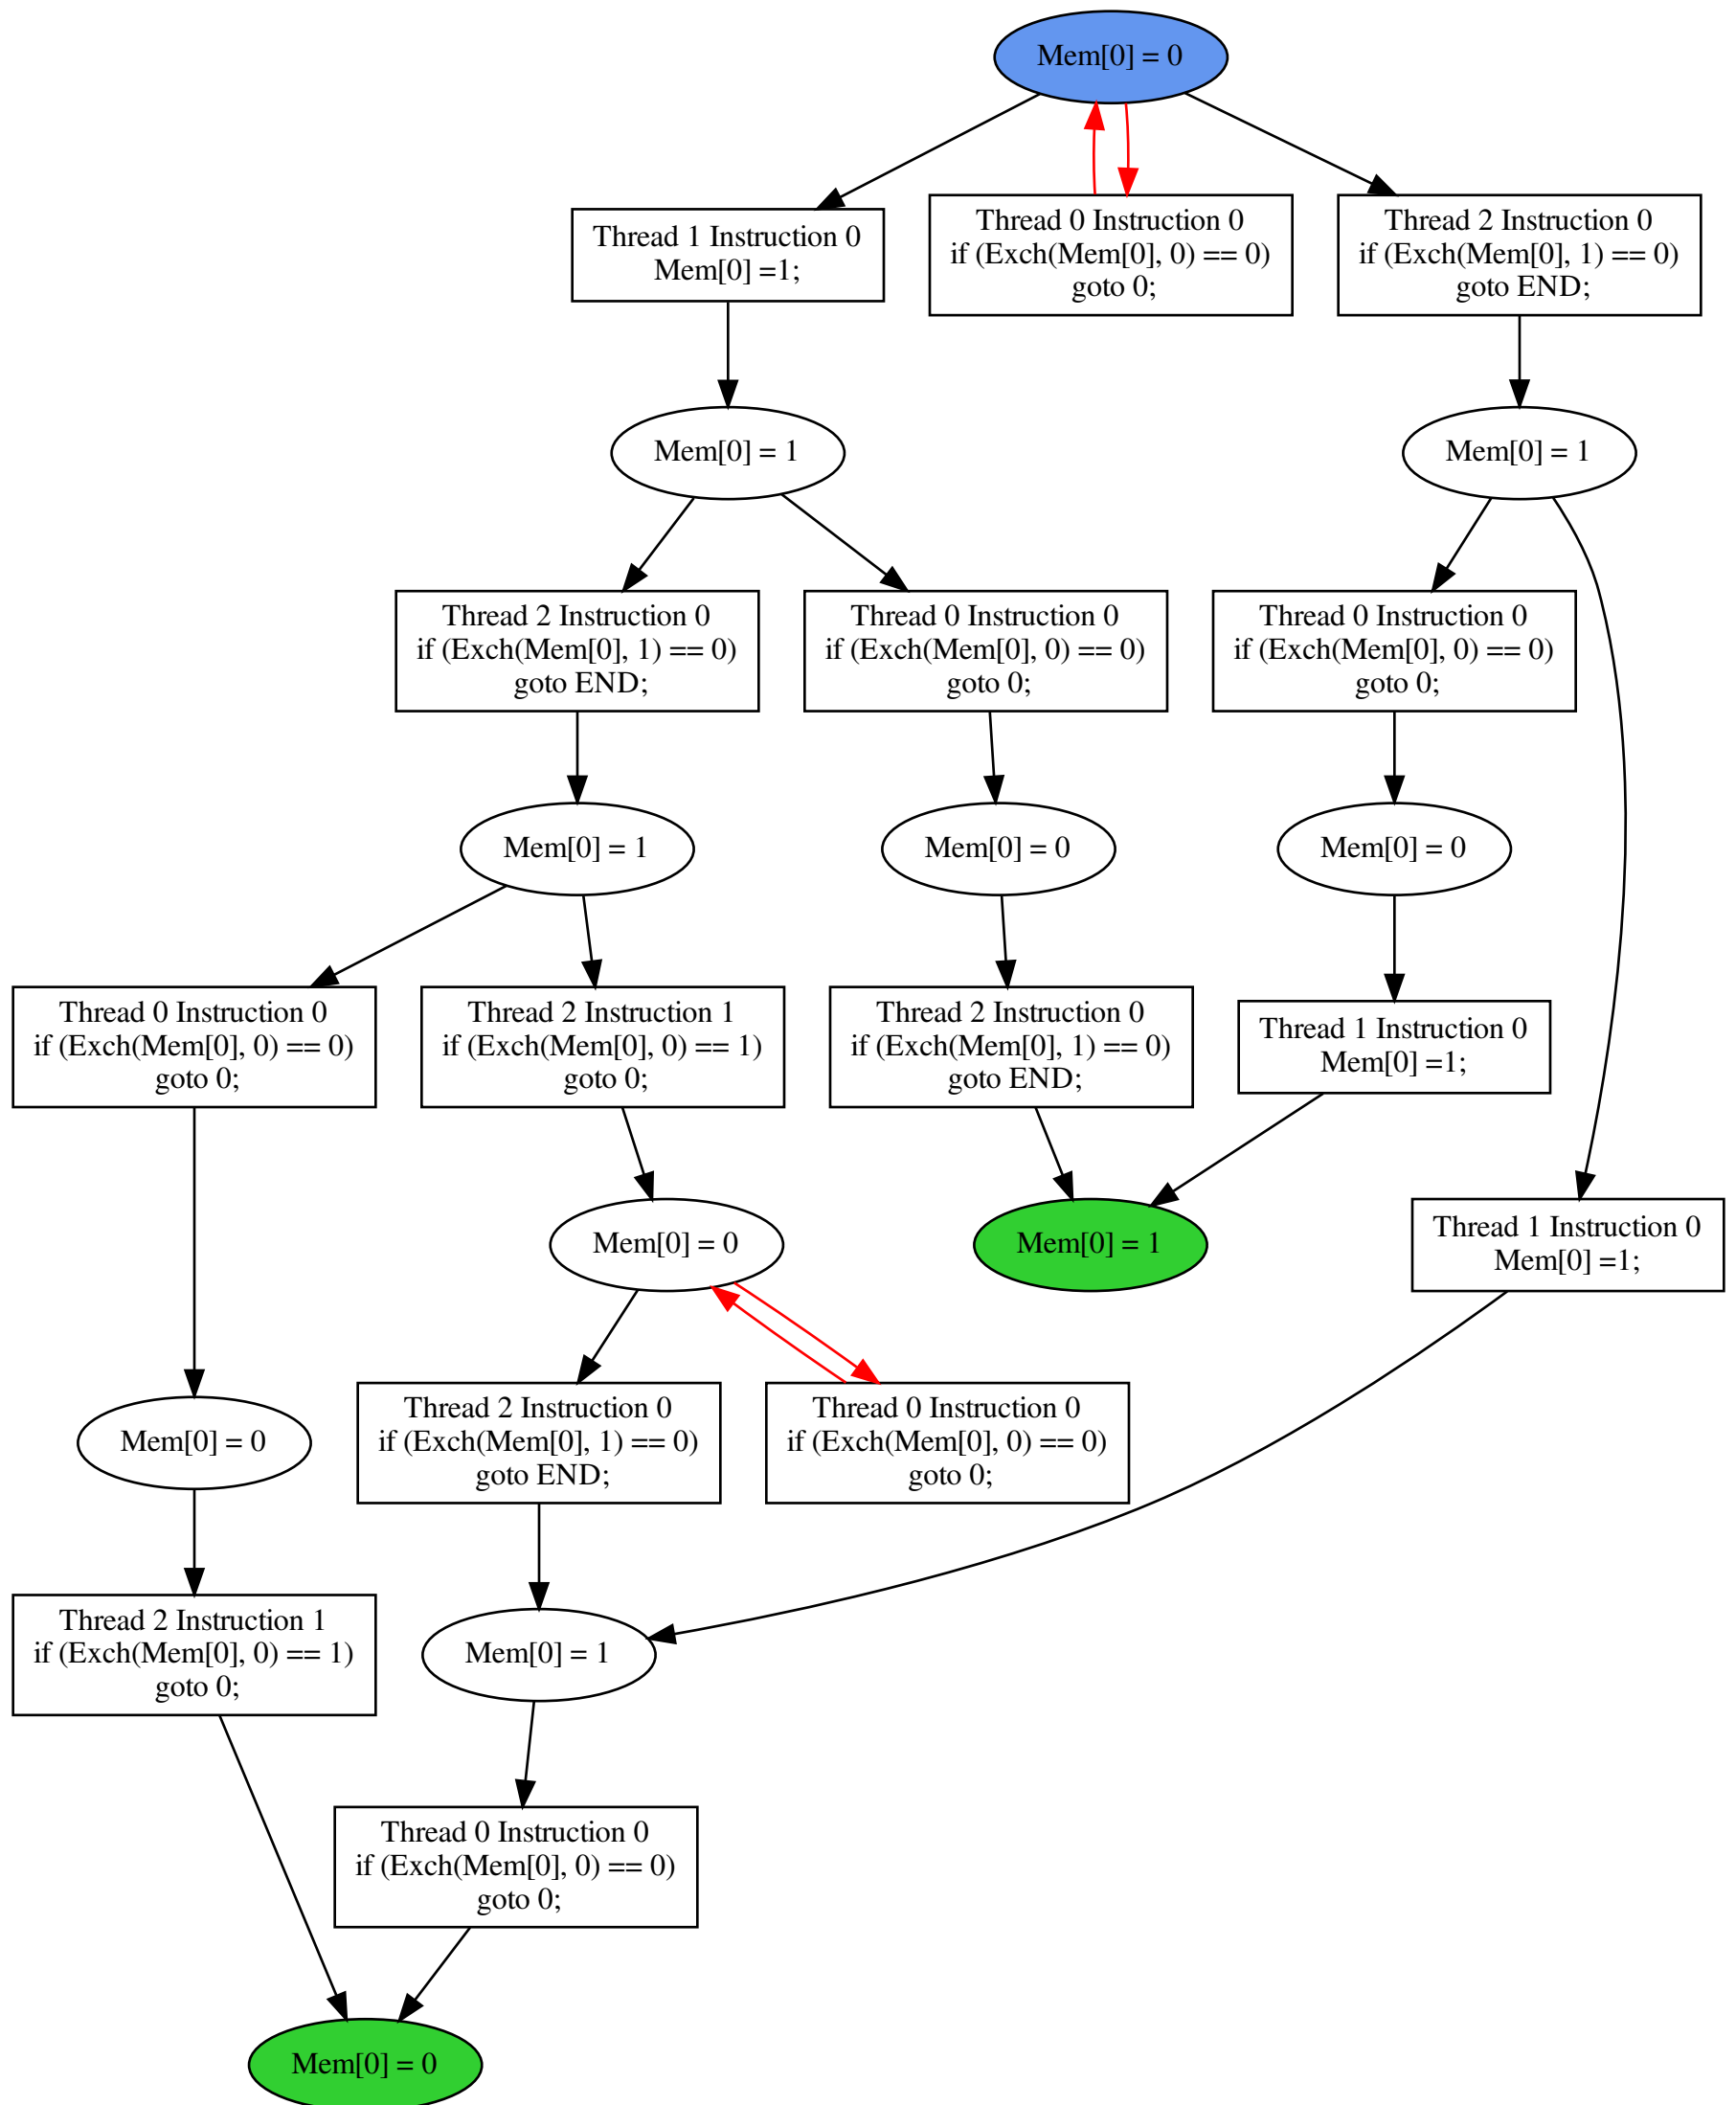 Mem[0] = 0
Thread 1 Instruction 0
Mem[0] =1;
Thread 0 Instruction 0
if (Exch(Mem[0], 0) == 0)
goto 0;
Thread 2 Instruction 0
if (Exch(Mem[0], 1) == 0)
goto END;
Mem[0] = 1
Mem[0] = 1
Thread 2 Instruction 0
if (Exch(Mem[0], 1) == 0)
goto END;
Thread 0 Instruction 0
if (Exch(Mem[0], 0) == 0)
goto 0;
Thread 0 Instruction 0
if (Exch(Mem[0], 0) == 0)
goto 0;
Mem[0] = 1
Mem[0] = 0
Mem[0] = 0
Thread 0 Instruction 0
if (Exch(Mem[0], 0) == 0)
goto 0;
Thread 2 Instruction 1
if (Exch(Mem[0], 0) == 1)
goto 0;
Thread 2 Instruction 0
if (Exch(Mem[0], 1) == 0)
goto END;
Thread 1 Instruction 0
Mem[0] =1;
Mem[0] = 0
Mem[0] = 1
Thread 1 Instruction 0
Mem[0] =1;
Mem[0] = 0
Thread 2 Instruction 0
if (Exch(Mem[0], 1) == 0)
goto END;
Thread 0 Instruction 0
if (Exch(Mem[0], 0) == 0)
goto 0;
Thread 2 Instruction 1
if (Exch(Mem[0], 0) == 1)
goto 0;
Mem[0] = 1
Thread 0 Instruction 0
if (Exch(Mem[0], 0) == 0)
goto 0;
Mem[0] = 0